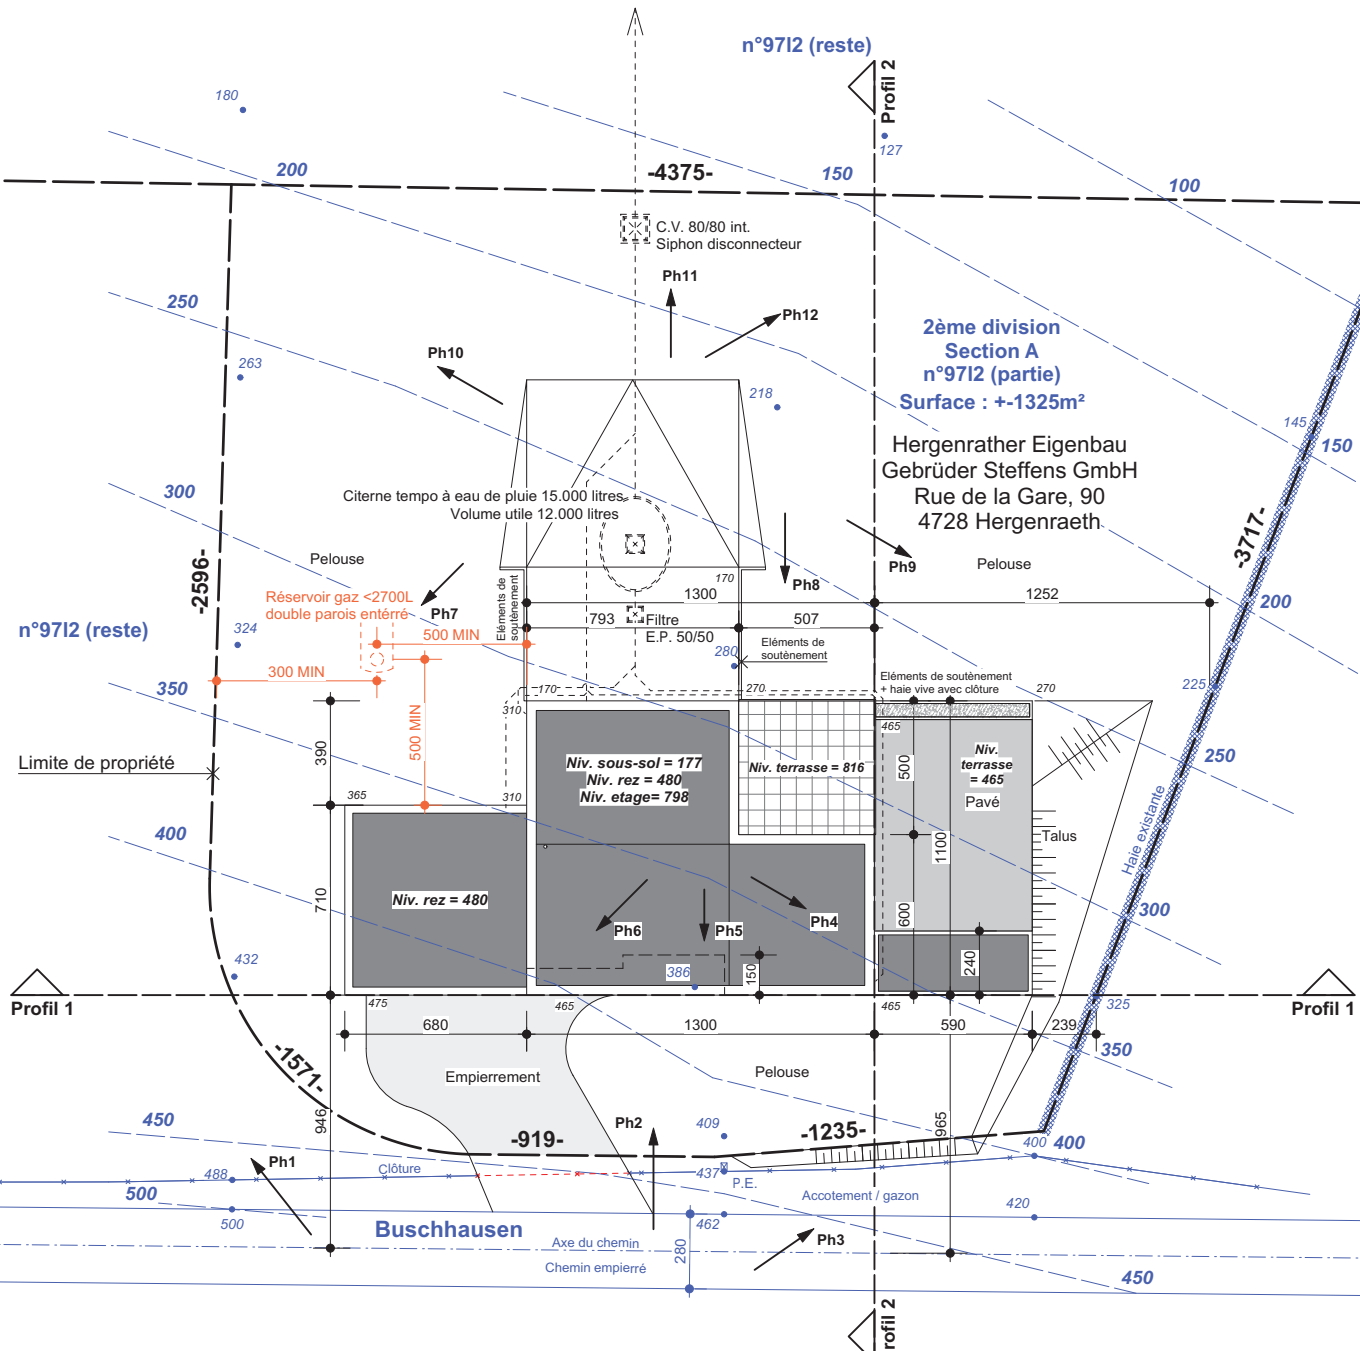 n°97I2 (reste)
Profil 2
180
127
200
-4375-
150
100
C.V. 80/80 int.
Siphon disconnecteur
Ph11
250
Ph12
2ème division
Section A
n°97I2 (partie)
Surface : +-1325m²
Ph10
263
218
145
150
Hergenrather Eigenbau
Gebrüder Steffens GmbH
Rue de la Gare, 90
4728 Hergenraeth
300
Citerne tempo à eau de pluie 15.000 litres
Volume utile 12.000 litres
-3717-
-2596-
Pelouse
Pelouse
Ph9
Ph8
170
Réservoir gaz <2700L
double parois entérré
Ph7
Eléments de
soutènement
1300
1252
200
793
Filtre
E.P. 50/50
507
n°97I2 (reste)
324
500 MIN
280
Eléments de
soutènement
300 MIN
350
170
270
Eléments de soutènement
+ haie vive avec clôture
270
225
310
465
500 MIN
390
Limite de propriété
Niv. sous-sol = 177
Niv. rez = 480
Niv. etage= 798
Niv. terrasse = 816
500
Niv.
terrasse
= 465
Pavé
250
365
310
400
1100
Talus
Haie existante
710
Niv. rez = 480
600
300
Ph6
Ph5
Ph4
432
386
150
240
Profil 1
Profil 1
475
465
465
325
680
1300
590
239
350
-1571-
Empierrement
Pelouse
946
965
450
-919-
Ph2
409
-1235-
400
400
Ph1
488
Clôture
437
P.E.
500
500
462
Accotement / gazon
420
Buschhausen
Axe du chemin
280
Ph3
Chemin empierré
450
rofil 2